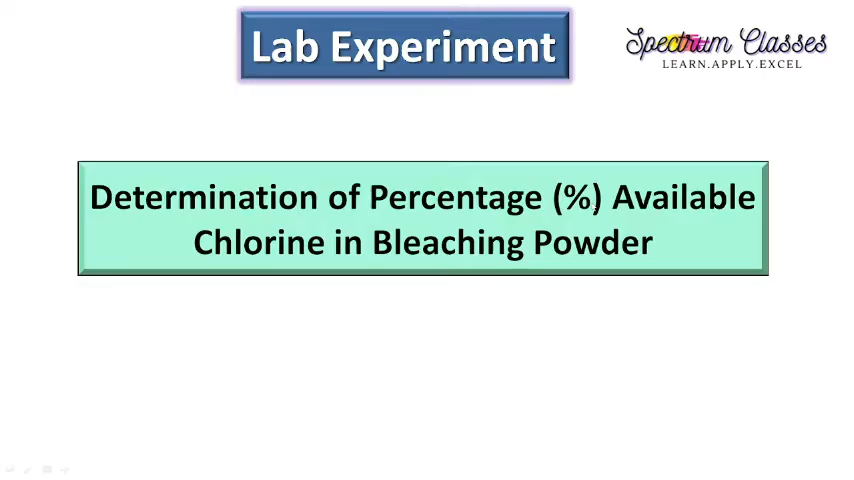 Lab Experiment
Spectrum Classes
LEARN.APPLY.EXCEL
Determination of Percentage (%) Available
Chlorine in Bleaching Powder